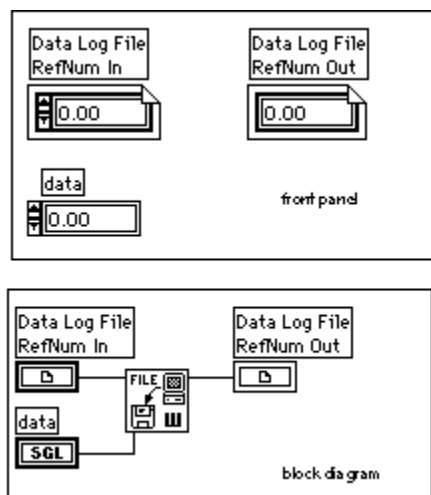 Data Log File
RefNum In
Data Log File
RefNum Out
0.00
0.00
data
0.00
front panel
Data Log File
RefNum In
Data Log File
RefNum Out
FILE
data
SGL
block diagram